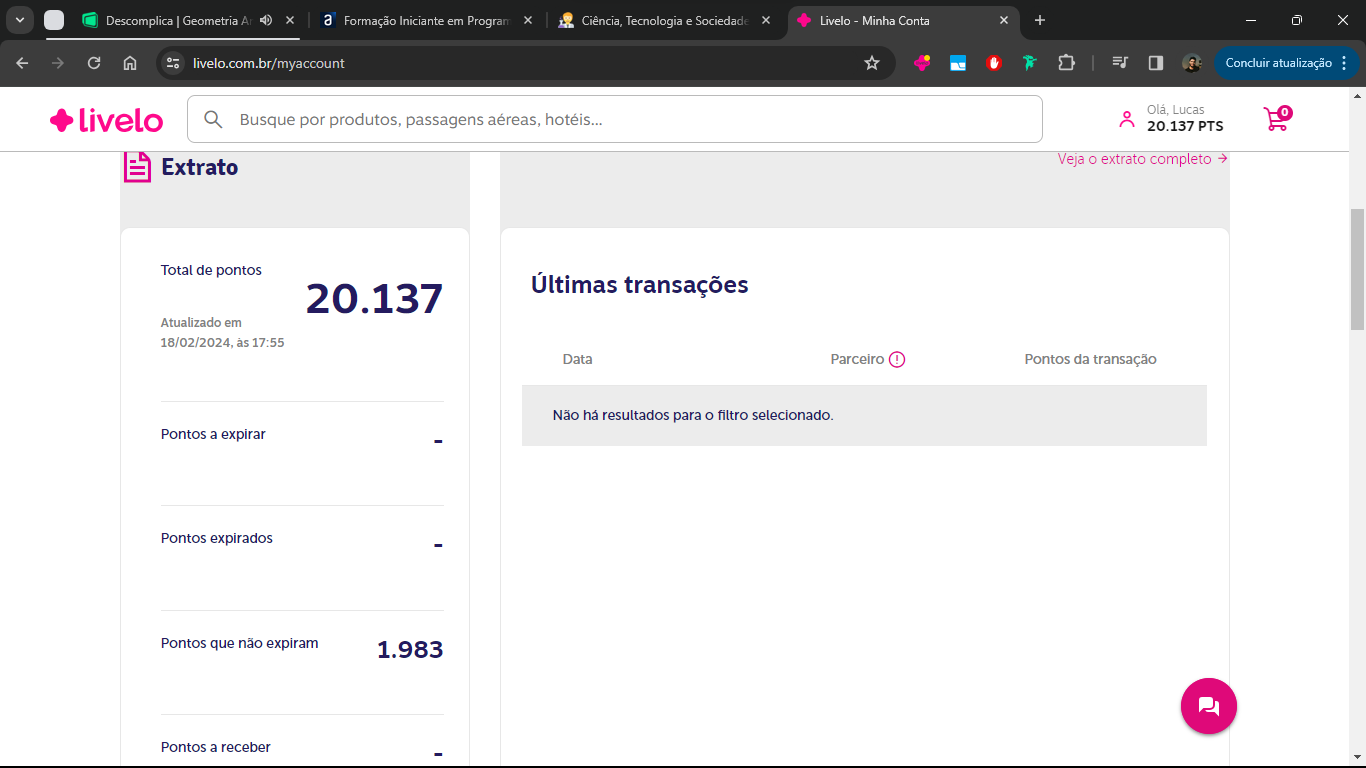 Descomplica | Geometria A
Formação Iniciante em Program
Ciência, Tecnologia e Sociedade
Livelo - Minha Conta
livelo.com.br/myaccount
Concluir atualização
livelo
Busque por produtos, passagens aéreas, hotéis...
Olá, Lucas
20.137 PTS
0
Extrato
Veja o extrato completo →
Total de pontos
20.137
Atualizado em
18/02/2024, às 17:55
Pontos a expirar
-
Pontos expirados
-
Pontos que não expiram
1.983
Pontos a receber
-
Últimas transações
Data Parceiro Pontos da transação
Não há resultados para o filtro selecionado.